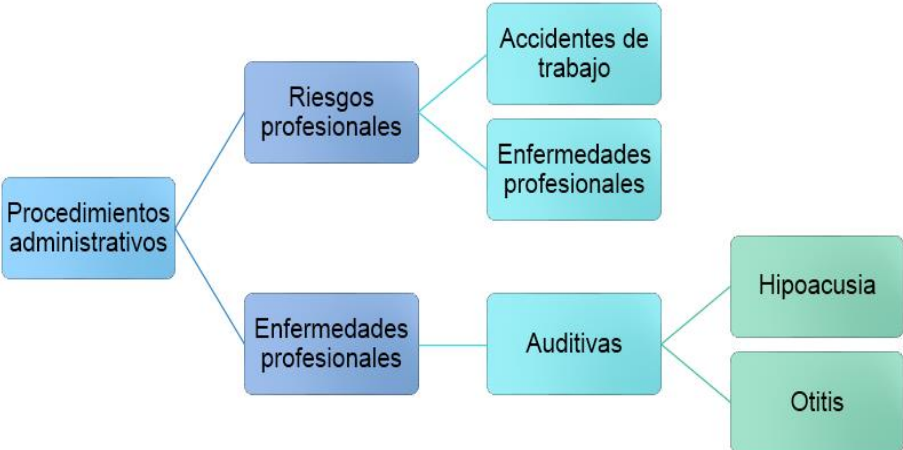 Procedimientos
administrativos
Riesgos
profesionales
Accidentes de
trabajo
Enfermedades
profesionales
Enfermedades
profesionales
Auditivas
Hipoacusia
Otitis